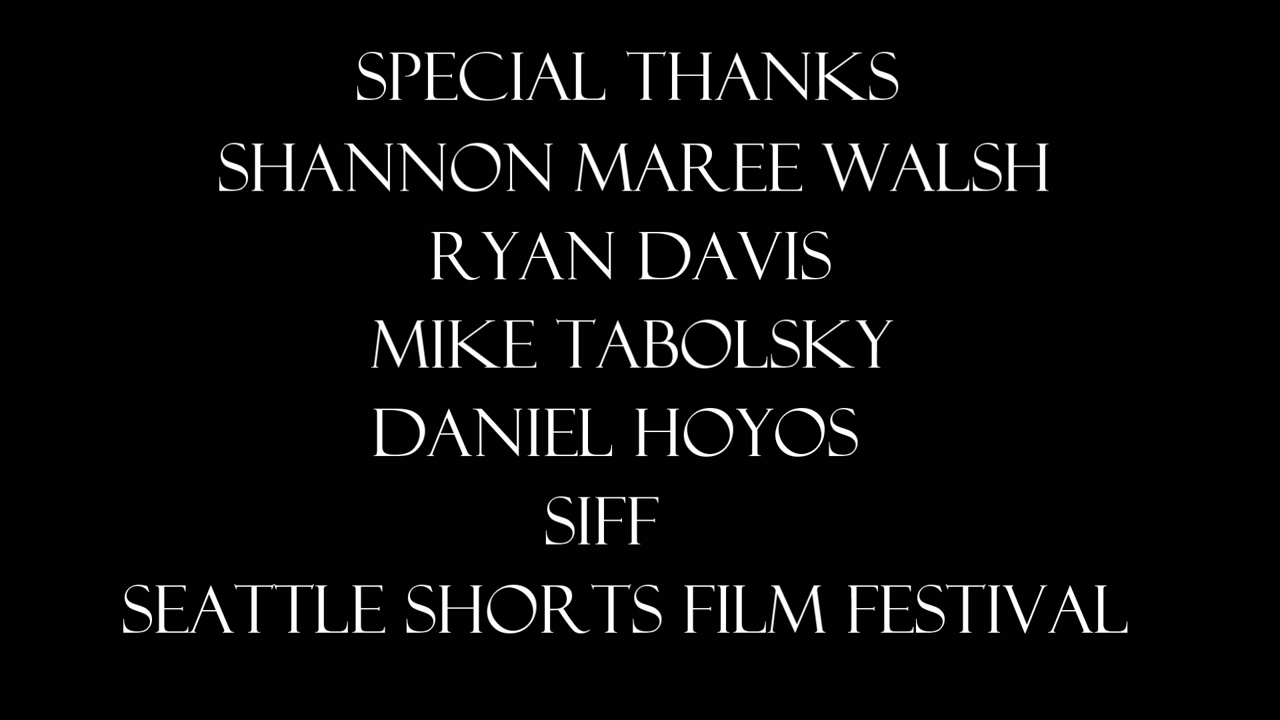 SPECIAL THANKS
SHANNON MAREE WALSH
RYAN DAVIS
MIKE TABOLSKY
DANIEL HOYOS
SIFF
SEATTLE SHORTS FILM FESTIVAL